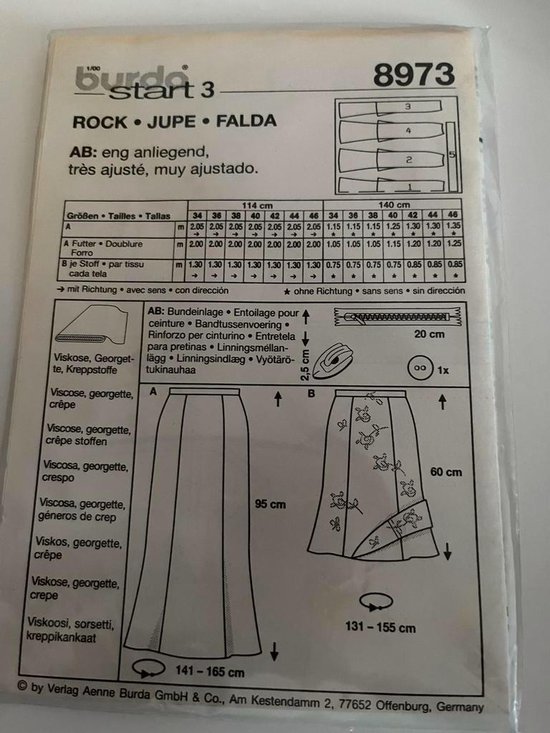 1/00
burda®
start 3
8973
ROCK • JUPE • FALDA
AB: eng anliegend,
très ajusté, muy ajustado.
3
4
2
1
5
114 cm 140 cm
Größen • Tailles • Tallas 34 36 38 40 42 44 46 34 36 38 40 42 44 46
A m 2.05 2.05 2.05 2.05 2.05 2.05 2.05 1.15 1.15 1.15 1.25 1.30 1.30 1.35
A Futter • Doublure m 2.00 2.00 2.00 2.00 2.00 2.00 2.00 1.05 1.05 1.05 1.15 1.20 1.20 1.25
Forro
B je Stoff • par tissu m 1.30 1.30 1.30 1.30 1.30 1.30 1.30 0.75 0.75 0.75 0.75 0.85 0.85 0.85
cada tela
→ mit Richtung • avec sens • con dirección ★ ohne Richtung • sans sens • sin dirección
AB: Bundeinlage • Entoilage pour
ceinture • Bandtussenvoering •
Rinforzo per cinturino • Entretela
para pretinas • Linningsmellan-
lägg • Linningsindlæg • Vyötärö-
tukinauhaa
2,5 cm
20 cm
1x
Viskose, Georget-
te, Kreppstoffe
Viscose, georgette,
crêpe
Viscose, georgette,
crêpe stoffen
Viscosa, georgette,
crespo
Viscosa, georgette,
géneros de crep
Viskos, georgette,
crêpe
Viskose, georgette,
crepe
Viskoosi, sorsetti,
kreppikankaat
A
95 cm
141 – 165 cm
B
60 cm
131 – 155 cm
© by Verlag Aenne Burda GmbH & Co., Am Kestendamm 2, 77652 Offenburg, Germany